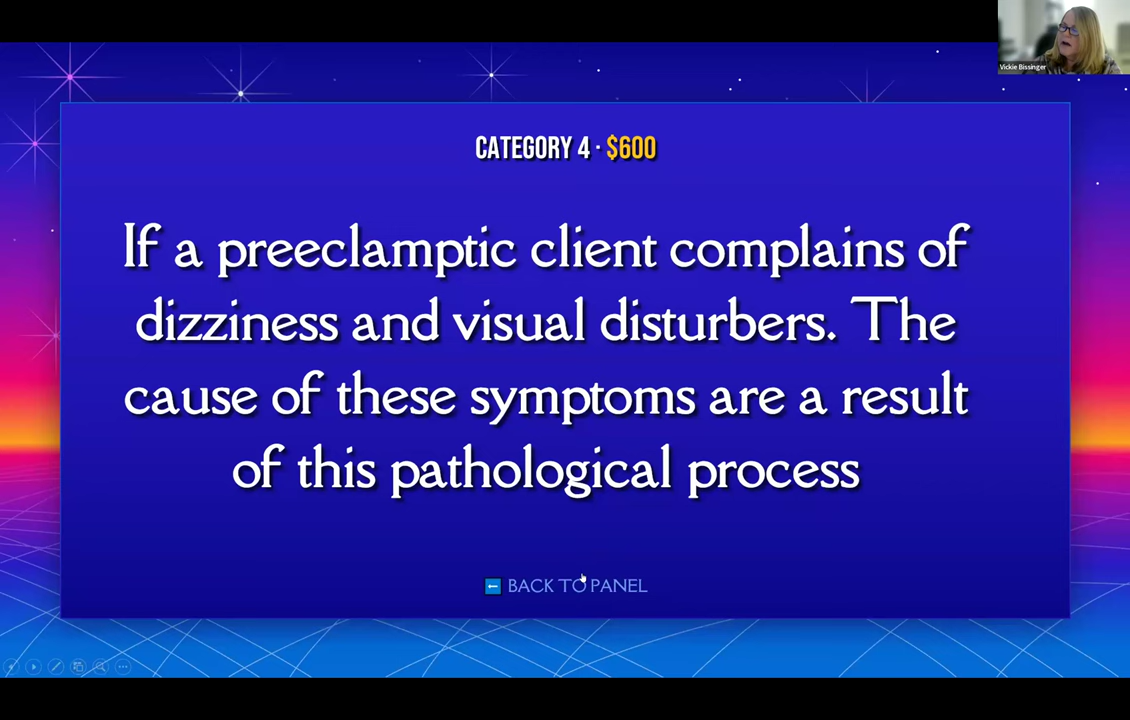 Vickie Bissinger
CATEGORY 4 · $600
If a preeclamptic client complains of
dizziness and visual disturbers. The
cause of these symptoms are a result
of this pathological process
BACK TO PANEL